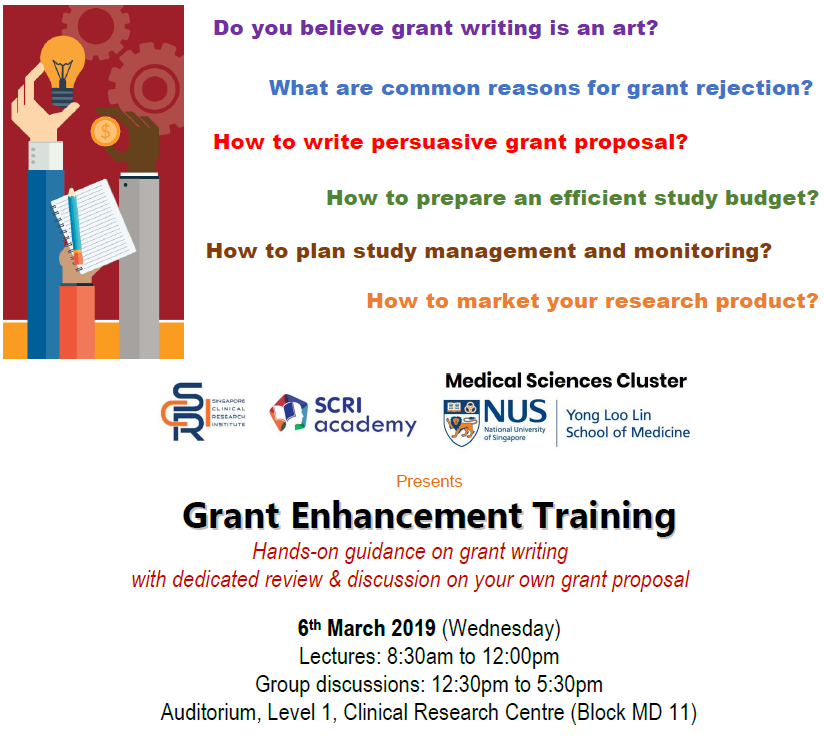 Do you believe grant writing is an art?
What are common reasons for grant rejection?
How to write persuasive grant proposal?
How to prepare an efficient study budget?
How to plan study management and monitoring?
How to market your research product?
$
Medical Sciences Cluster
SCRI
SINGAPORE
CLINICAL
RESEARCH
INSTITUTE
SCRI
academy
NUS
National University
of Singapore
Yong Loo Lin
School of Medicine
Presents
Grant Enhancement Training
Hands-on guidance on grant writing
with dedicated review & discussion on your own grant proposal
6th March 2019 (Wednesday)
Lectures: 8:30am to 12:00pm
Group discussions: 12:30pm to 5:30pm
Auditorium, Level 1, Clinical Research Centre (Block MD 11)